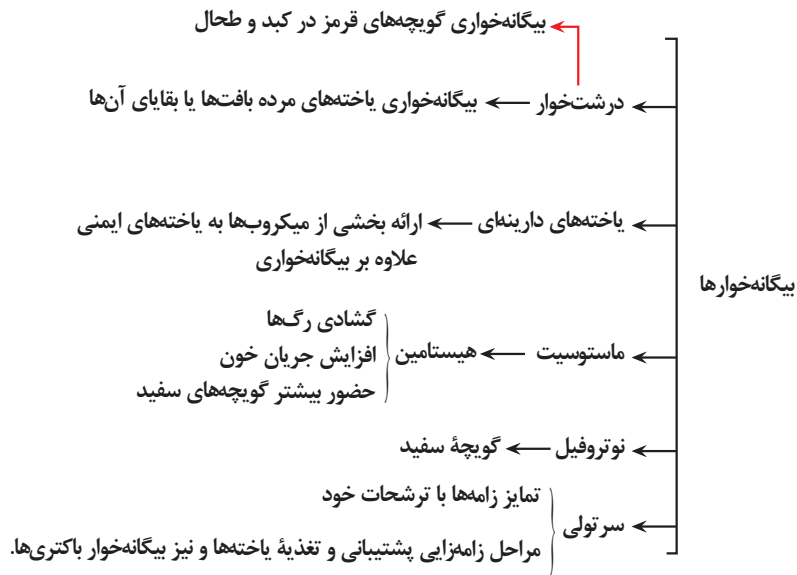 بیگانه‌خواری گویچه‌های قرمز در کبد و طحال
درشت‌خوار
بیگانه‌خواری یاخته‌های مرده بافت‌ها یا بقایای آن‌ها
یاخته‌های دارینه‌ای
ارائه بخشی از میکروب‌ها به یاخته‌های ایمنی
علاوه بر بیگانه‌خواری
بیگانه‌خوارها
ماستوسیت
هیستامین
گشادی رگ‌ها
افزایش جریان خون
حضور بیشتر گویچه‌های سفید
نوتروفیل
گویچهٔ سفید
سرتولی
تمایز زامه‌ها با ترشحات خود
مراحل زامه‌زایی پشتیبانی و تغذیهٔ یاخته‌ها و نیز بیگانه‌خوار باکتری‌ها.